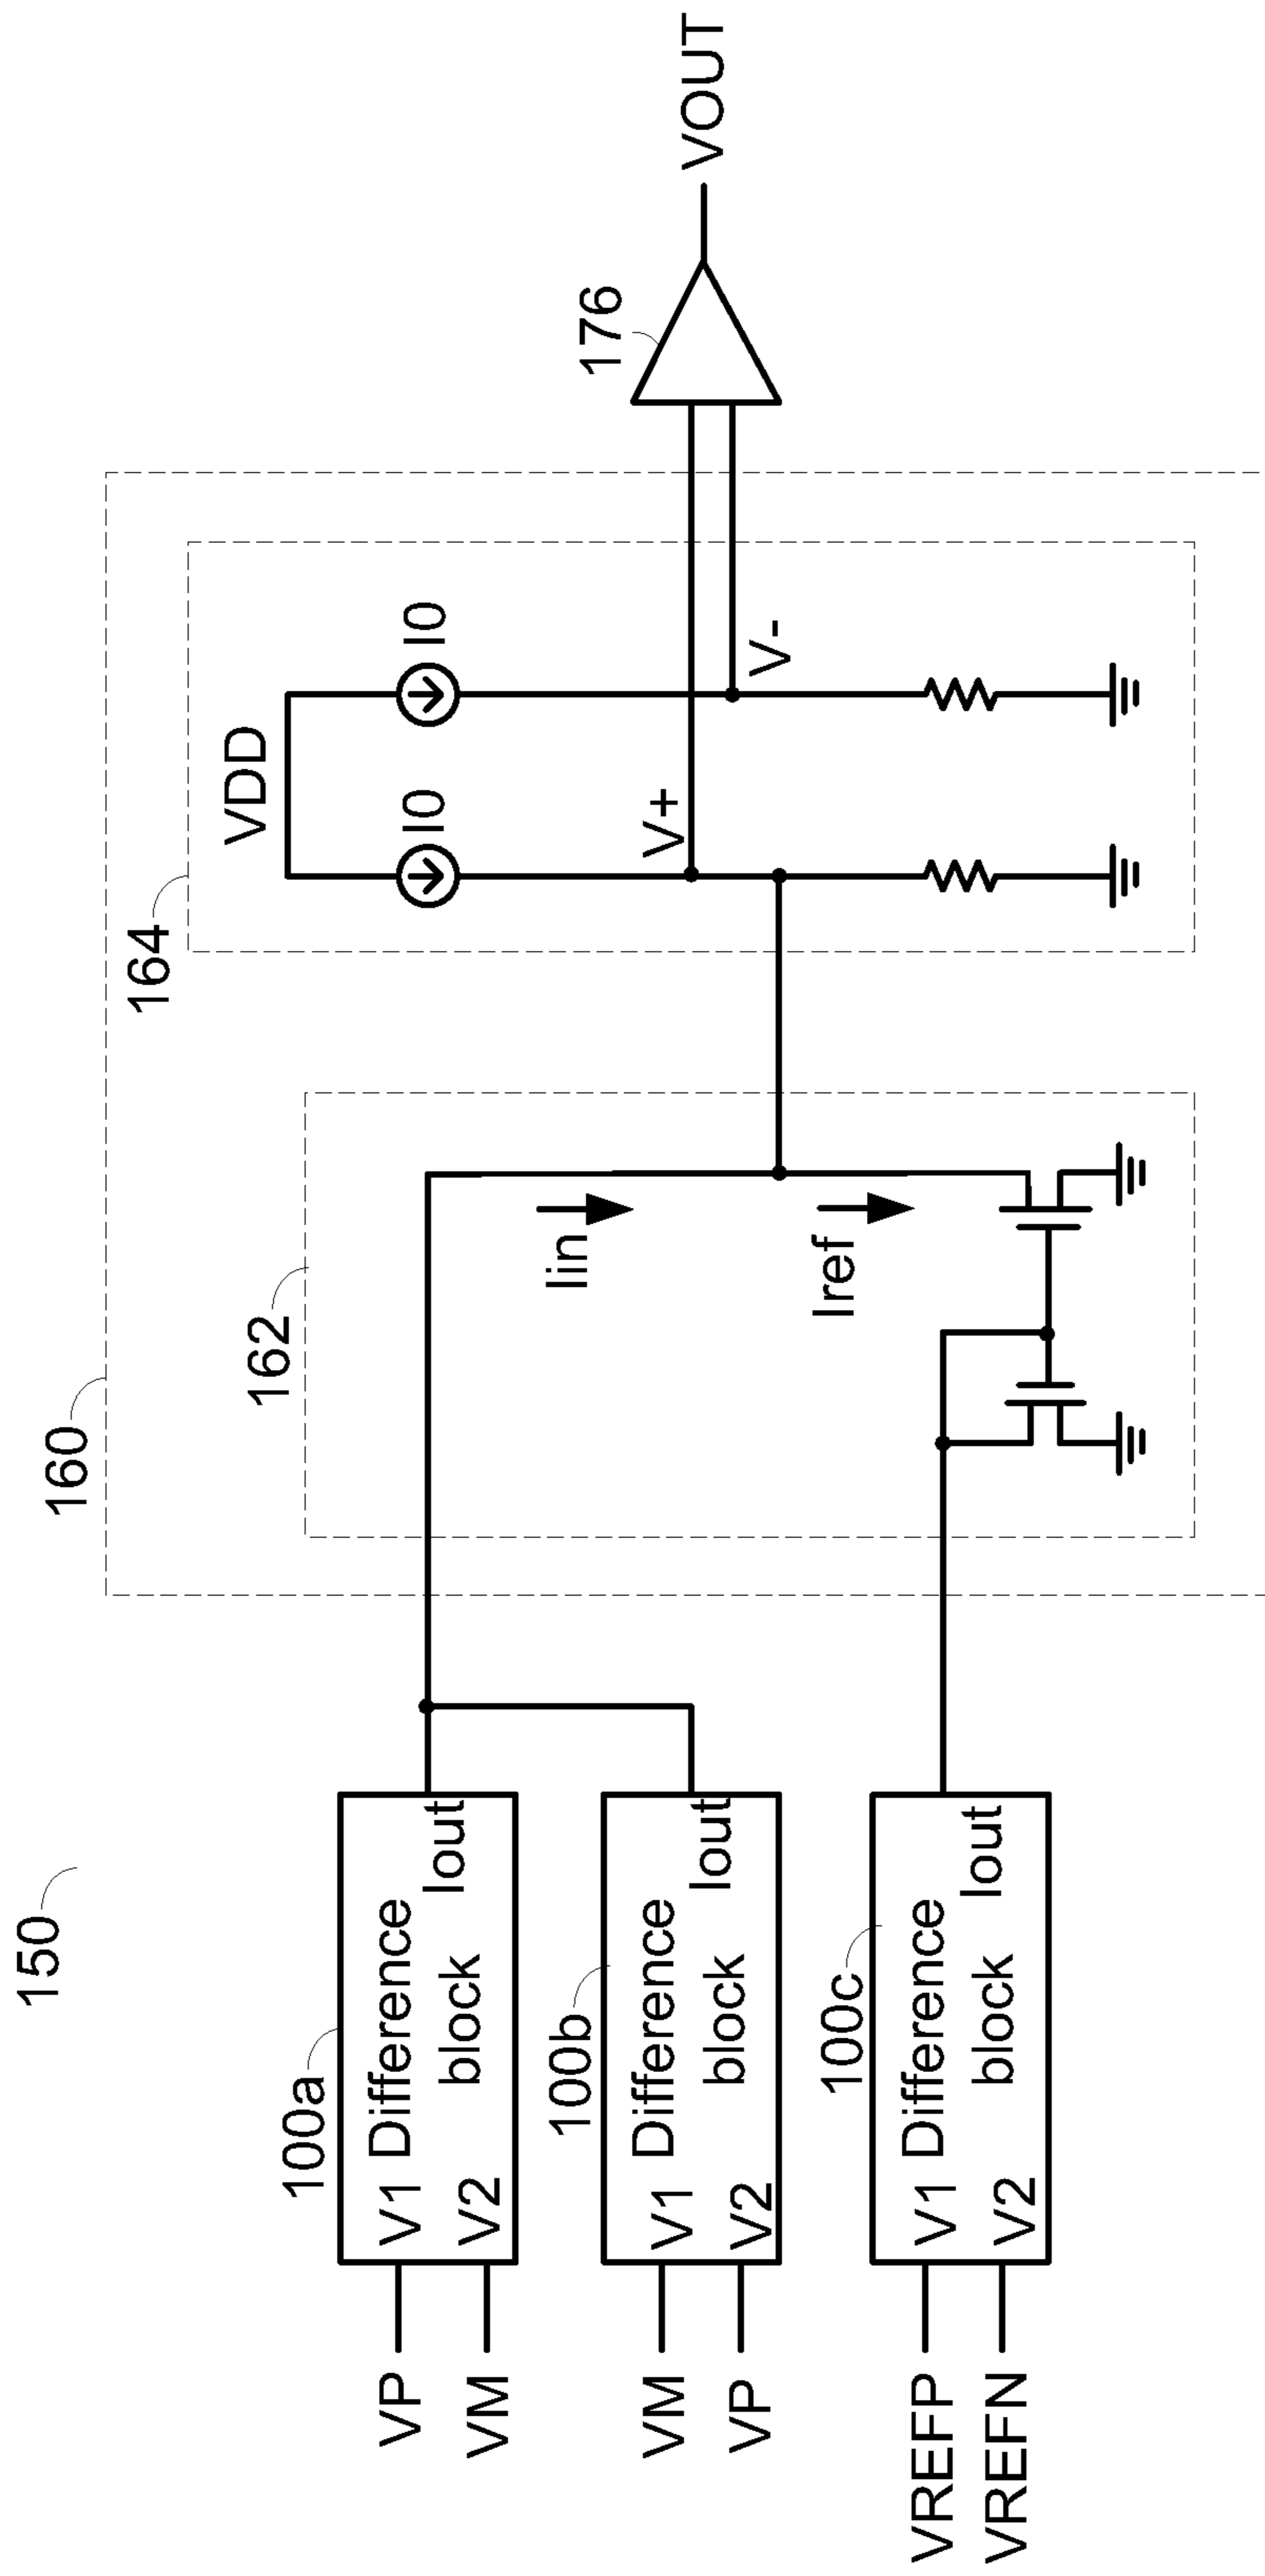 150
160
162
164
VDD
I0
I0
V+
V-
176
VOUT
Iin
Iref
100a
VP
VM
V1
V2
Difference
block
Iout
100b
VM
VP
V1
V2
Difference
block
Iout
100c
VREFP
VREFN
V1
V2
Difference
block
Iout